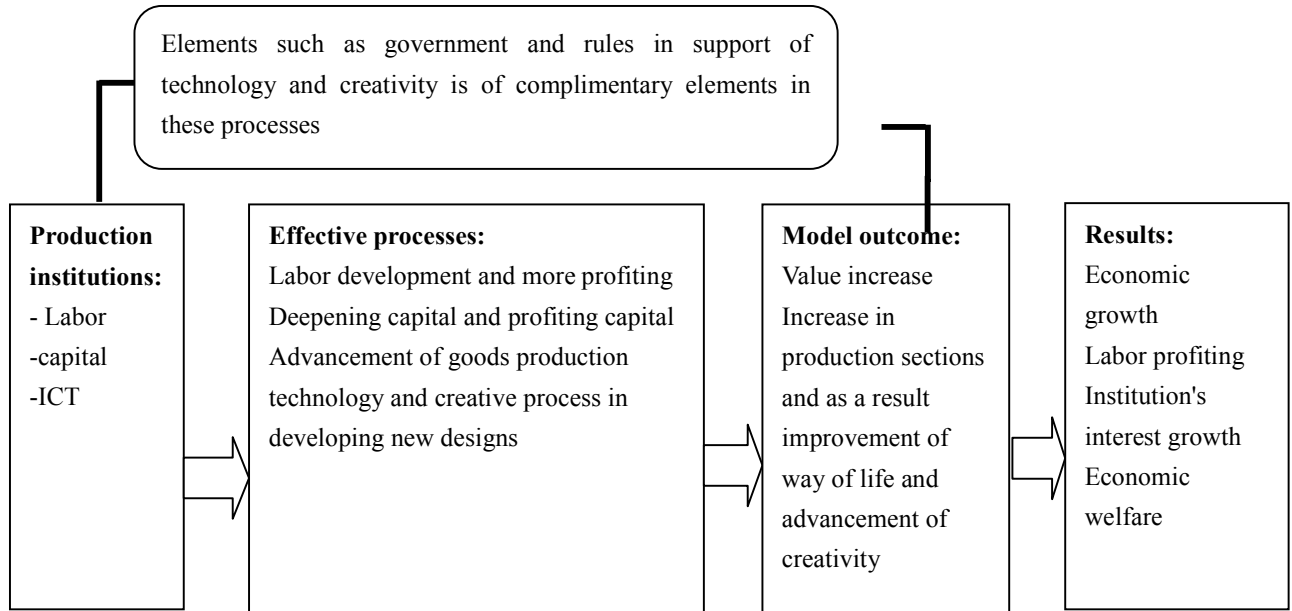 Elements such as government and rules in support of
technology and creativity is of complimentary elements in
these processes
Production
institutions:
- Labor
-capital
-ICT
Effective processes:
Labor development and more profiting
Deepening capital and profiting capital
Advancement of goods production
technology and creative process in
developing new designs
Model outcome:
Value increase
Increase in
production sections
and as a result
improvement of
way of life and
advancement of
creativity
Results:
Economic
growth
Labor profiting
Institution's
interest growth
Economic
welfare